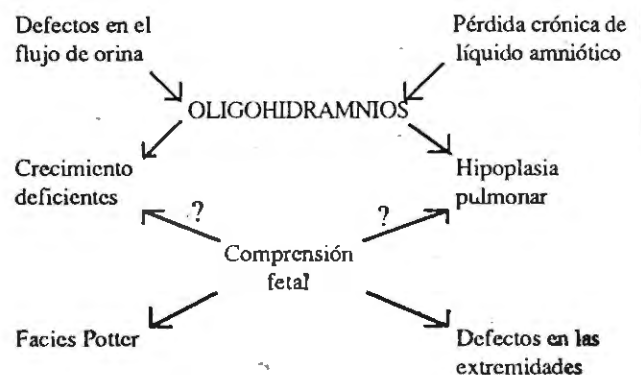 Defectos en el
flujo de orina
Pérdida crónica de
líquido amniótico
OLIGOHIDRAMNIOS
Crecimiento
deficientes
Hipoplasia
pulmonar
?
?
Comprensión
fetal
Facies Potter
Defectos en las
extremidades